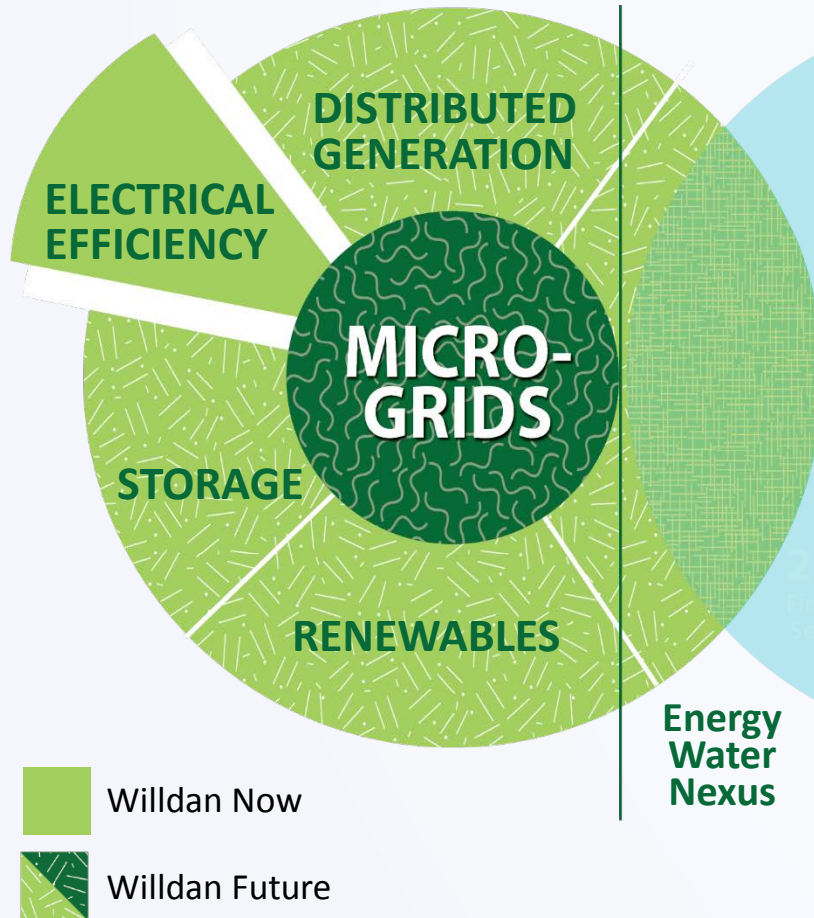 DISTRIBUTED
GENERATION
ELECTRICAL
EFFICIENCY
MICRO-
GRIDS
STORAGE
RENEWABLES
Energy
Water
Nexus
Willdan Now
Willdan Future